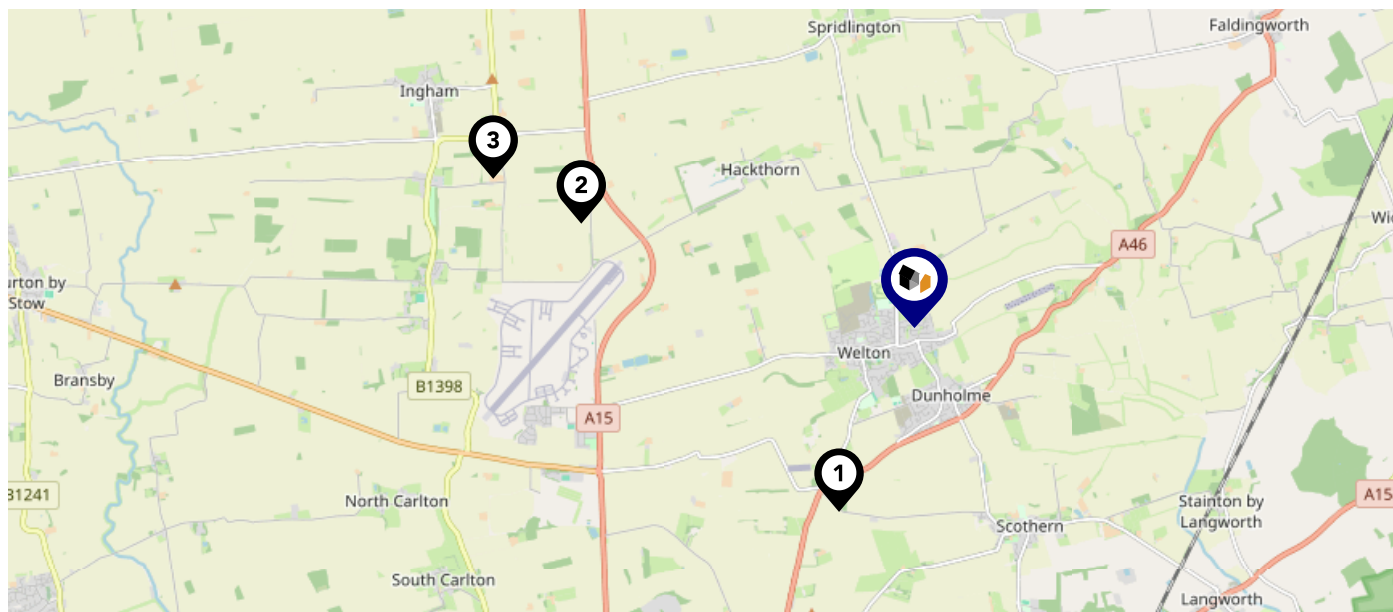 Spridlington
Faldingworth
Ingham
3
2
Hackthorn
Wi
A46
urton by
Stow
Welton
Bransby
B1398
Dunholme
A15
1
31241
North Carlton
Stainton by
Langworth
A15
Scothern
South Carlton
Langworth